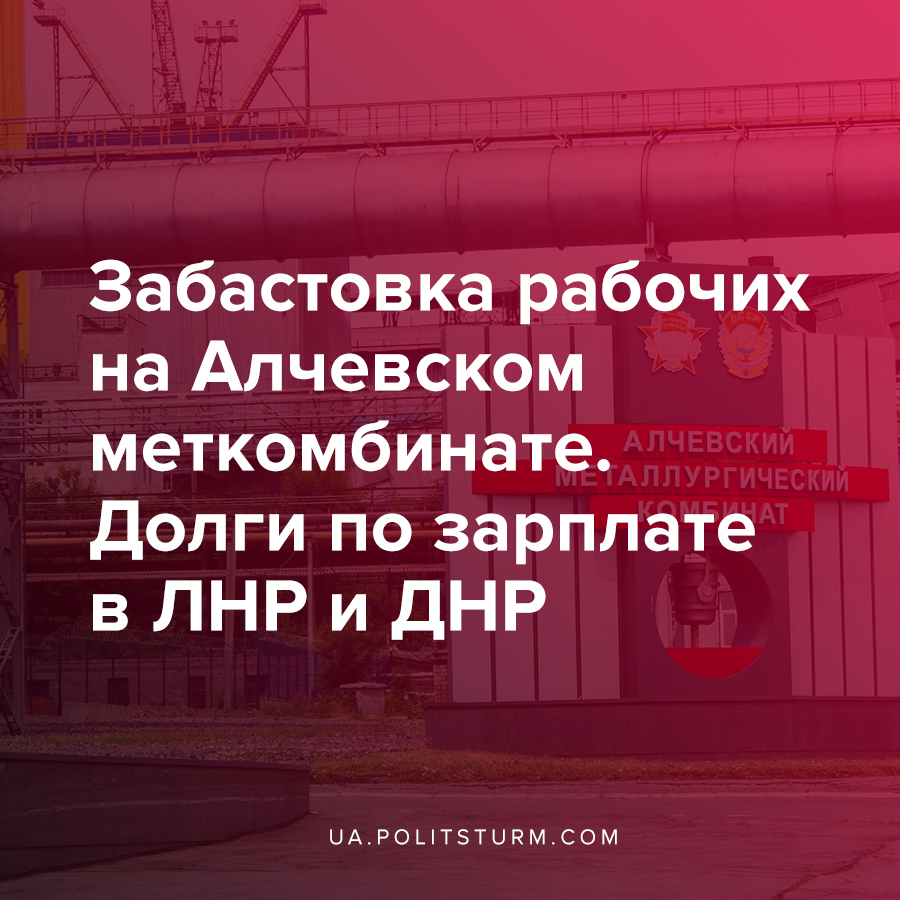 Забастовка рабочих
на Алчевском
меткомбинате.
Долги по зарплате
в ЛНР и ДНР
АЛЧЕВСКИЙ
МЕТАЛЛУРГИЧЕСКИЙ
КОМБИНАТ
UA.POLITSTURM.COM